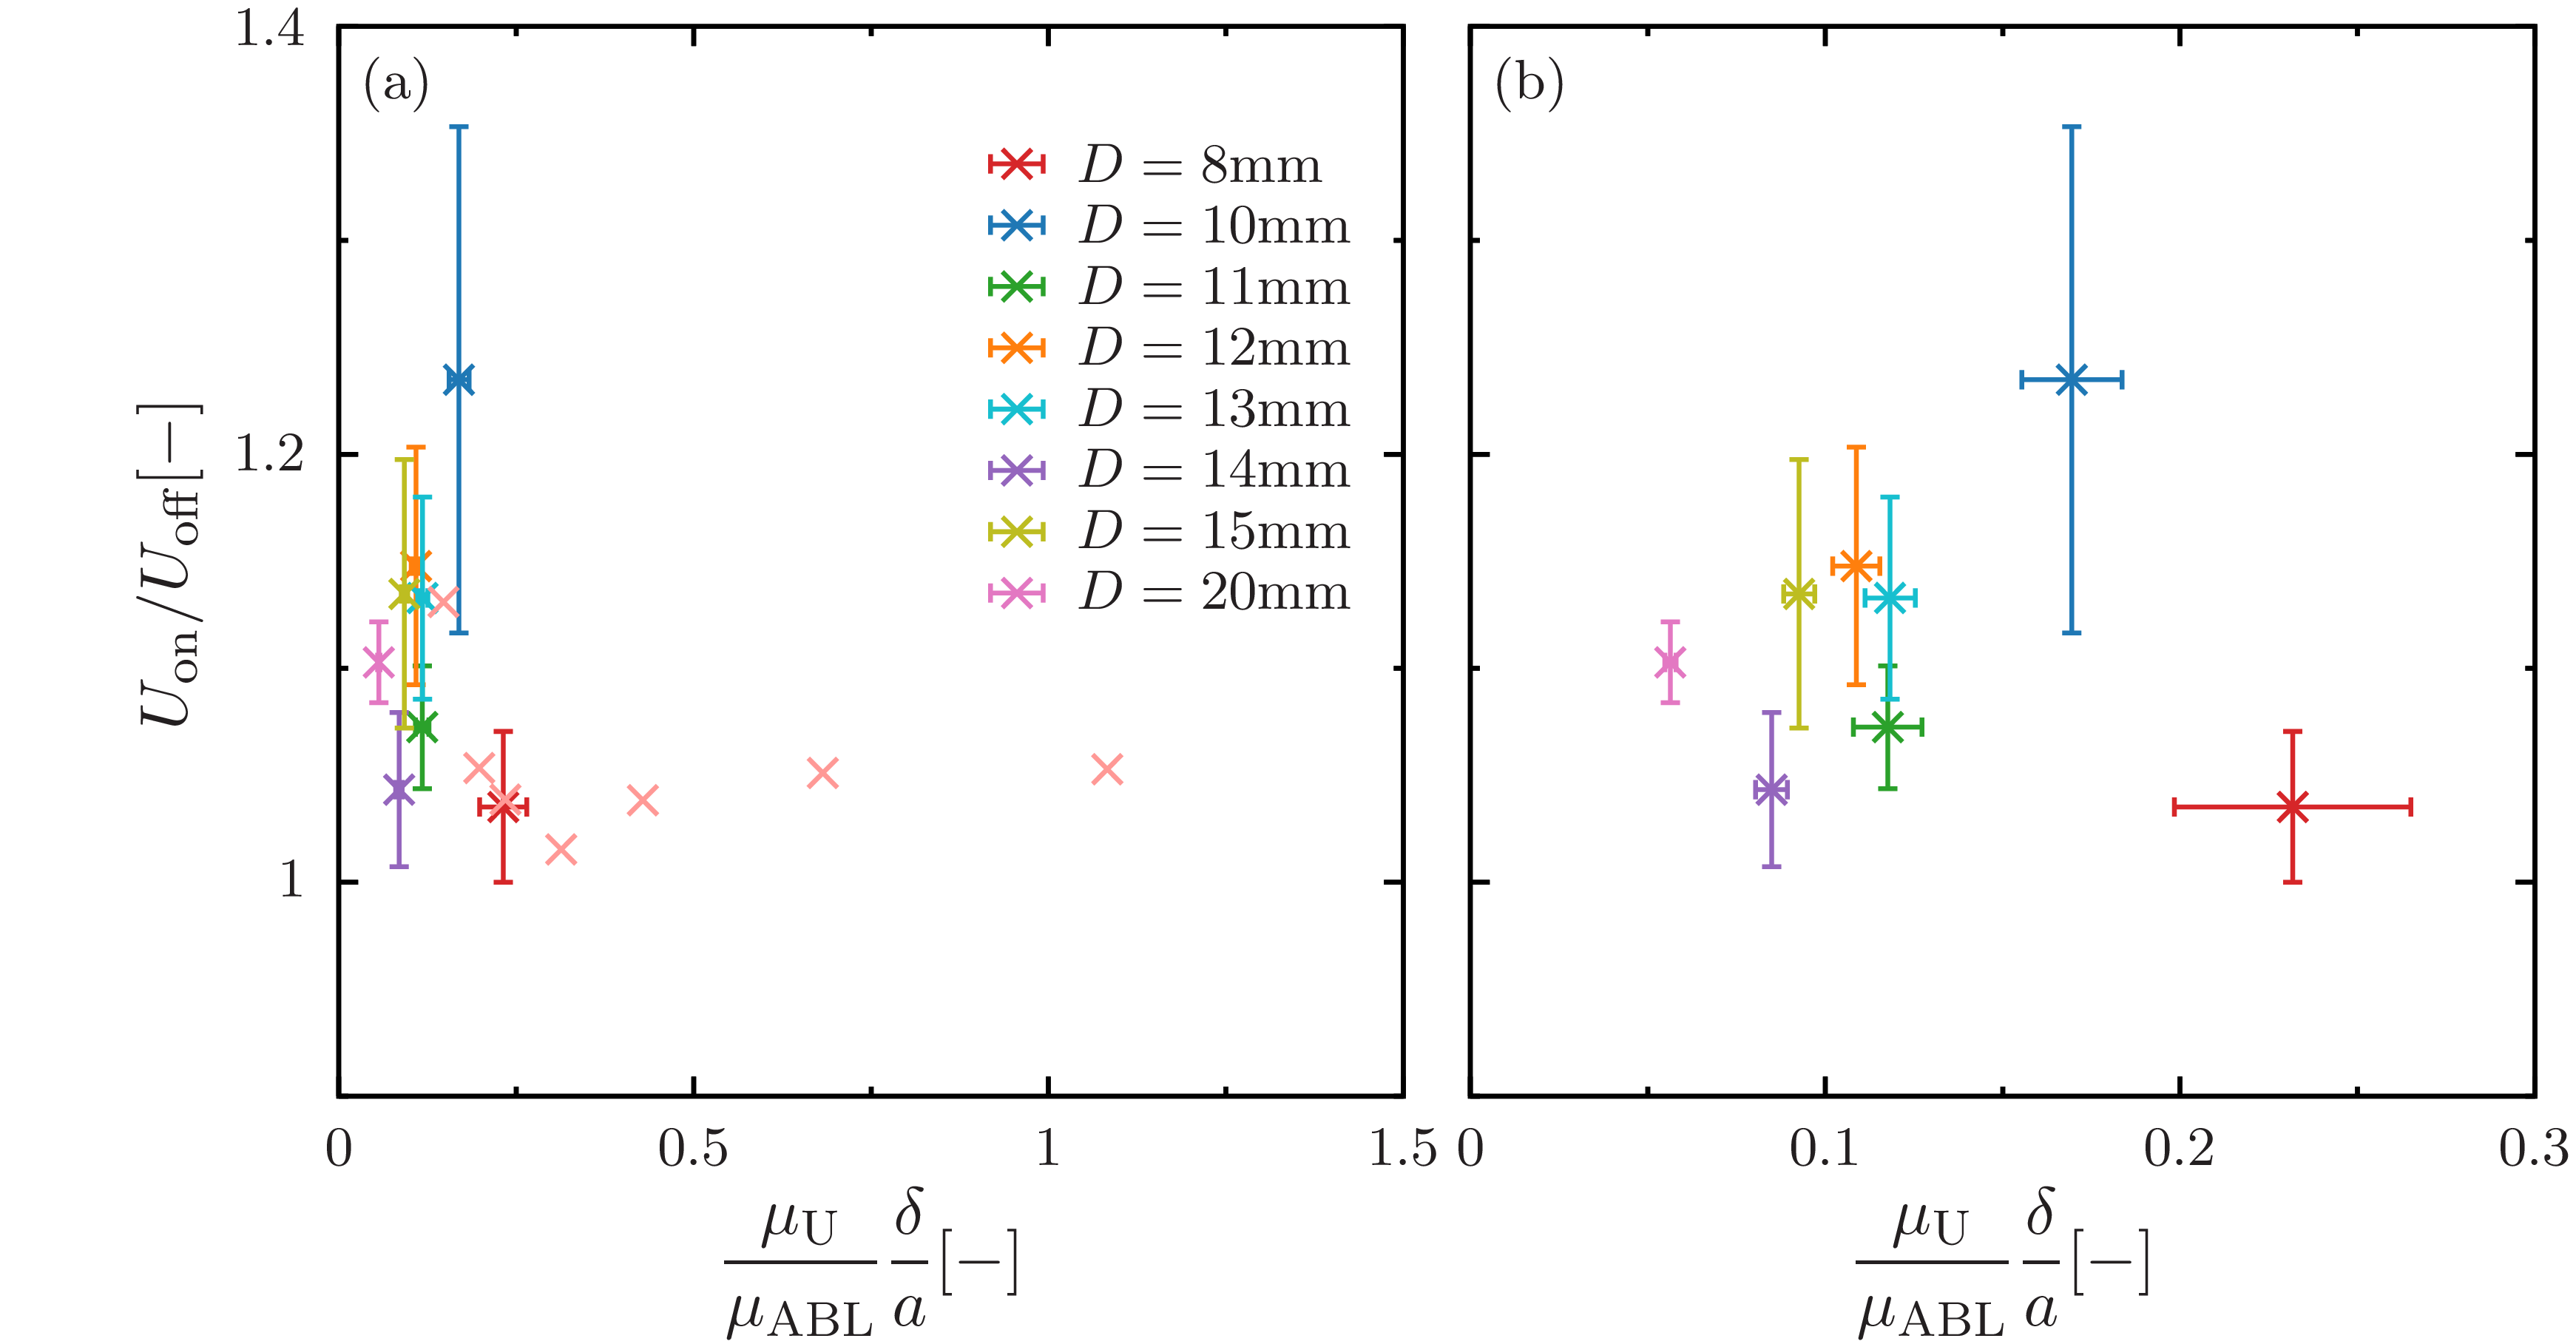 (a)
(b)
1.4
1.2
1
U_on/U_off[−]
D = 8mm
D = 10mm
D = 11mm
D = 12mm
D = 13mm
D = 14mm
D = 15mm
D = 20mm
0 0.5 1 1.5
0 0.1 0.2 0.3
μ_U/μ_ABL δ/a [−]
μ_U/μ_ABL δ/a [−]